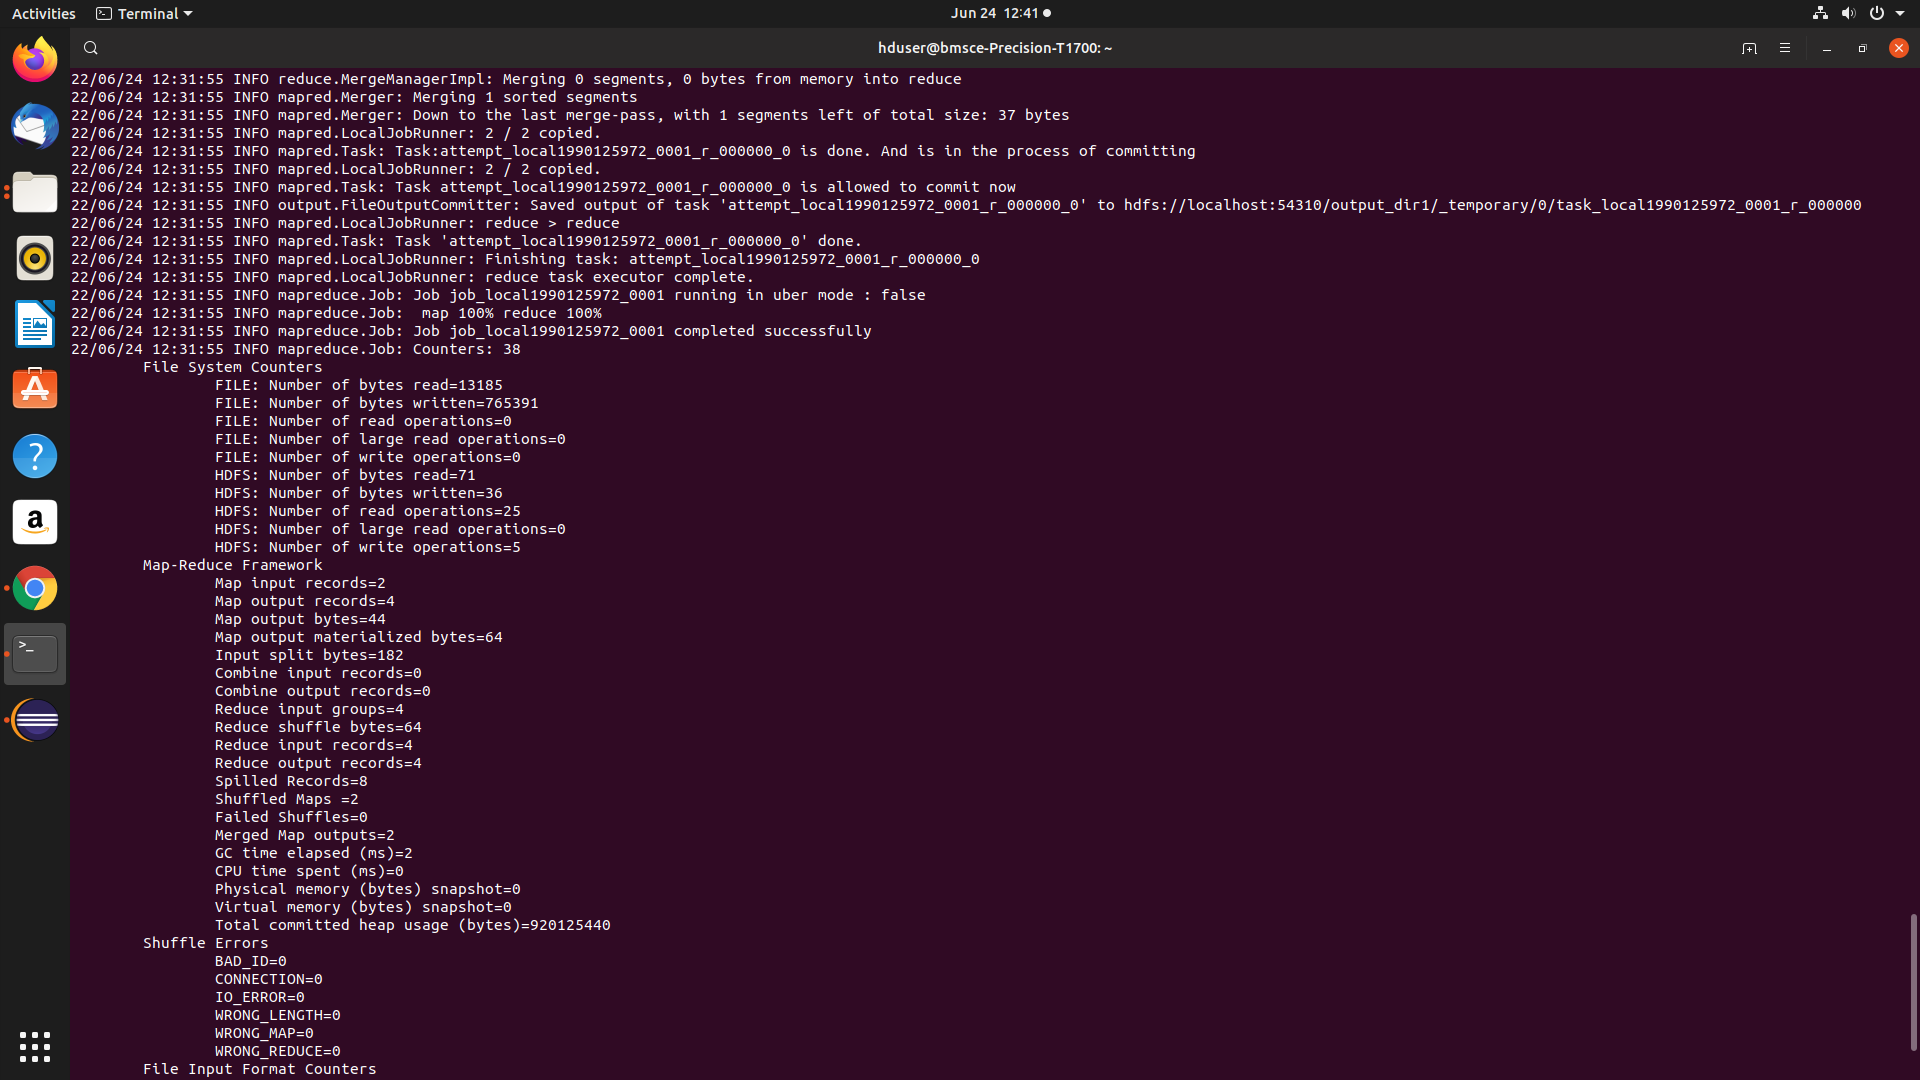 Activities
Terminal
Jun 24 12:41
hduser@bmsce-Precision-T1700: ~
22/06/24 12:31:55 INFO reduce.MergeManagerImpl: Merging 0 segments, 0 bytes from memory into reduce
22/06/24 12:31:55 INFO mapred.Merger: Merging 1 sorted segments
22/06/24 12:31:55 INFO mapred.Merger: Down to the last merge-pass, with 1 segments left of total size: 37 bytes
22/06/24 12:31:55 INFO mapred.LocalJobRunner: 2 / 2 copied.
22/06/24 12:31:55 INFO mapred.Task: Task:attempt_local1990125972_0001_r_000000_0 is done. And is in the process of committing
22/06/24 12:31:55 INFO mapred.LocalJobRunner: 2 / 2 copied.
22/06/24 12:31:55 INFO mapred.Task: Task attempt_local1990125972_0001_r_000000_0 is allowed to commit now
22/06/24 12:31:55 INFO output.FileOutputCommitter: Saved output of task 'attempt_local1990125972_0001_r_000000_0' to hdfs://localhost:54310/output_dir1/_temporary/0/task_local1990125972_0001_r_000000
22/06/24 12:31:55 INFO mapred.LocalJobRunner: reduce > reduce
22/06/24 12:31:55 INFO mapred.Task: Task 'attempt_local1990125972_0001_r_000000_0' done.
22/06/24 12:31:55 INFO mapred.LocalJobRunner: Finishing task: attempt_local1990125972_0001_r_000000_0
22/06/24 12:31:55 INFO mapred.LocalJobRunner: reduce task executor complete.
22/06/24 12:31:55 INFO mapreduce.Job: Job job_local1990125972_0001 running in uber mode : false
22/06/24 12:31:55 INFO mapreduce.Job:  map 100% reduce 100%
22/06/24 12:31:55 INFO mapreduce.Job: Job job_local1990125972_0001 completed successfully
22/06/24 12:31:55 INFO mapreduce.Job: Counters: 38
File System Counters
FILE: Number of bytes read=13185
FILE: Number of bytes written=765391
FILE: Number of read operations=0
FILE: Number of large read operations=0
FILE: Number of write operations=0
HDFS: Number of bytes read=71
HDFS: Number of bytes written=36
HDFS: Number of read operations=25
HDFS: Number of large read operations=0
HDFS: Number of write operations=5
Map-Reduce Framework
Map input records=2
Map output records=4
Map output bytes=44
Map output materialized bytes=64
Input split bytes=182
Combine input records=0
Combine output records=0
Reduce input groups=4
Reduce shuffle bytes=64
Reduce input records=4
Reduce output records=4
Spilled Records=8
Shuffled Maps =2
Failed Shuffles=0
Merged Map outputs=2
GC time elapsed (ms)=2
CPU time spent (ms)=0
Physical memory (bytes) snapshot=0
Virtual memory (bytes) snapshot=0
Total committed heap usage (bytes)=920125440
Shuffle Errors
BAD_ID=0
CONNECTION=0
IO_ERROR=0
WRONG_LENGTH=0
WRONG_MAP=0
WRONG_REDUCE=0
File Input Format Counters